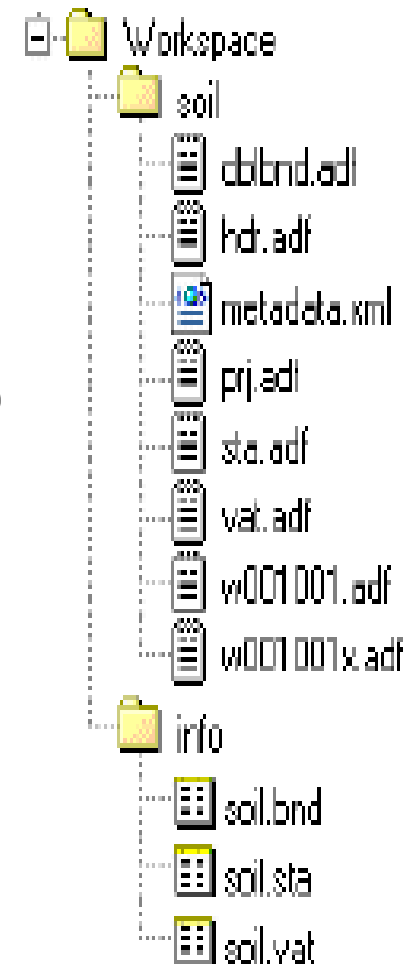 Workspace
soil
dblbnd.adf
hdr.adf
metadata.xml
prj.adf
sta.adf
vat.adf
w001001.adf
w001001x.adf
info
soil.bnd
soil.sta
soil.vat